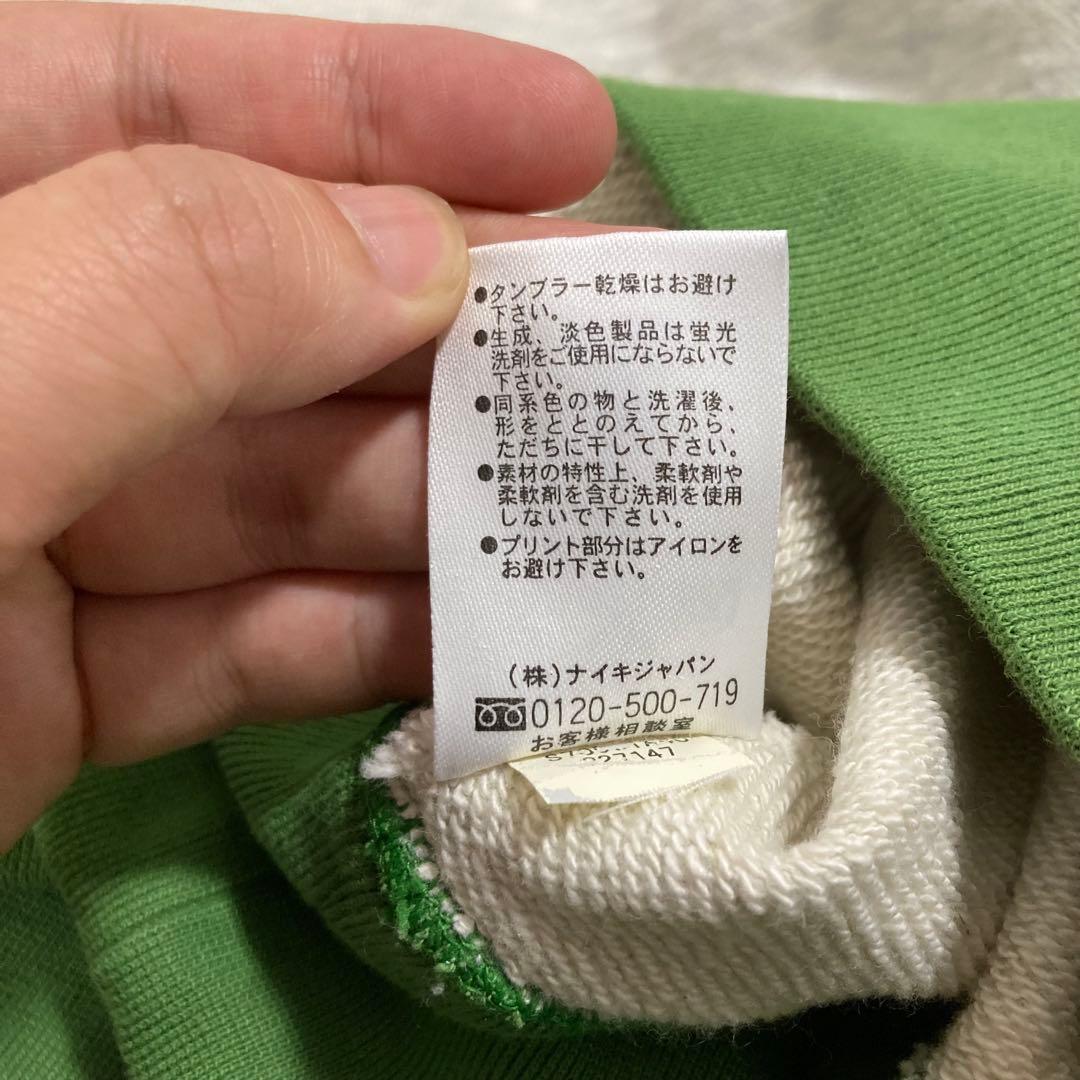 ●タンブラー乾燥はお避け
下さい。
●生成、淡色製品は蛍光
洗剤をご使用にならないで
下さい。
●同系色の物と洗濯後、
形をととのえてから、
ただちに干して下さい。
●素材の特性上、柔軟剤や
柔軟剤を含む洗剤を使用
しないで下さい。
●プリント部分はアイロンを
お避け下さい。
(株)ナイキジャパン
0120-500-719
お客様相談室